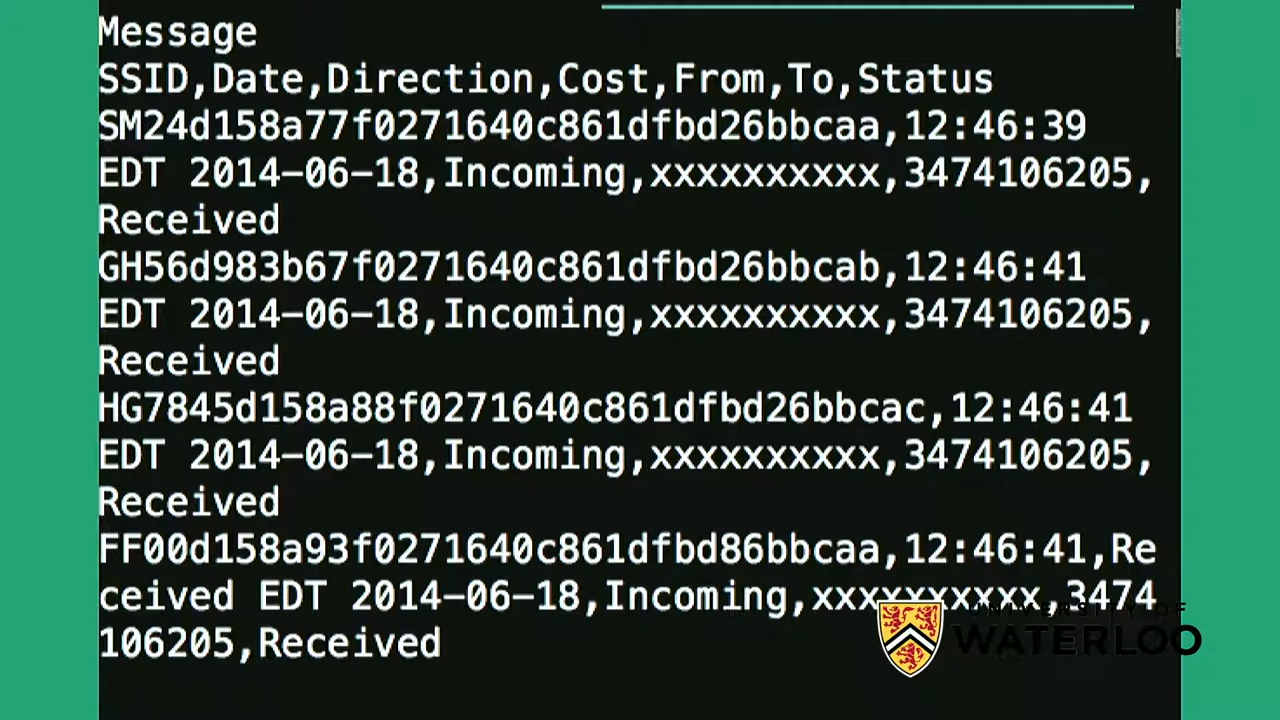 Message
SSID,Date,Direction,Cost,From,To,Status
SM24d158a77f0271640c861dfbd26bbcaa,12:46:39
EDT 2014-06-18,Incoming,xxxxxxxxxx,3474106205,
Received
GH56d983b67f0271640c861dfbd26bbcab,12:46:41
EDT 2014-06-18,Incoming,xxxxxxxxxx,3474106205,
Received
HG7845d158a88f0271640c861dfbd26bbcac,12:46:41
EDT 2014-06-18,Incoming,xxxxxxxxxx,3474106205,
Received
FF00d158a93f0271640c861dfbd86bbcaa,12:46:41,Re
ceived EDT 2014-06-18,Incoming,xxxxxxxxxx,3474
106205,Received
UNIVERSITY OF
WATERLOO